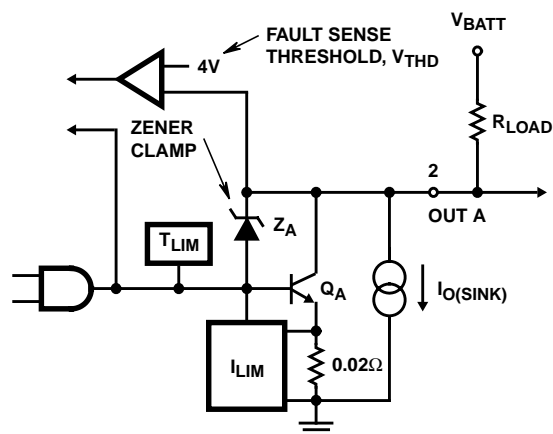 FAULT SENSE
THRESHOLD, VTHD
4V
VBATT
RLOAD
ZENER
CLAMP
2
OUT A
ZA
TLIM
QA
IO(SINK)
ILIM
0.02Ω